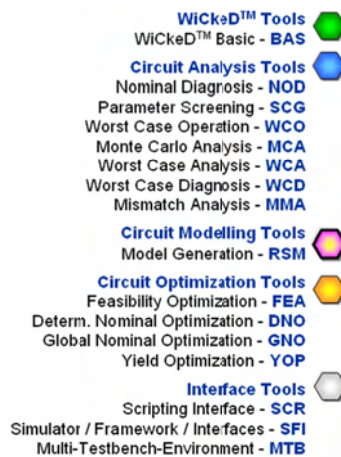 WiCkeD™ Tools
WiCkeD™ Basic - BAS
Circuit Analysis Tools
Nominal Diagnosis - NOD
Parameter Screening - SCG
Worst Case Operation - WCO
Monte Carlo Analysis - MCA
Worst Case Analysis - WCA
Worst Case Diagnosis - WCD
Mismatch Analysis - MMA
Circuit Modelling Tools
Model Generation - RSM
Circuit Optimization Tools
Feasibility Optimization - FEA
Determ. Nominal Optimization - DNO
Global Nominal Optimization - GNO
Yield Optimization - YOP
Interface Tools
Scripting Interface - SCR
Simulator / Framework / Interfaces - SFI
Multi-Testbench-Environment - MTB